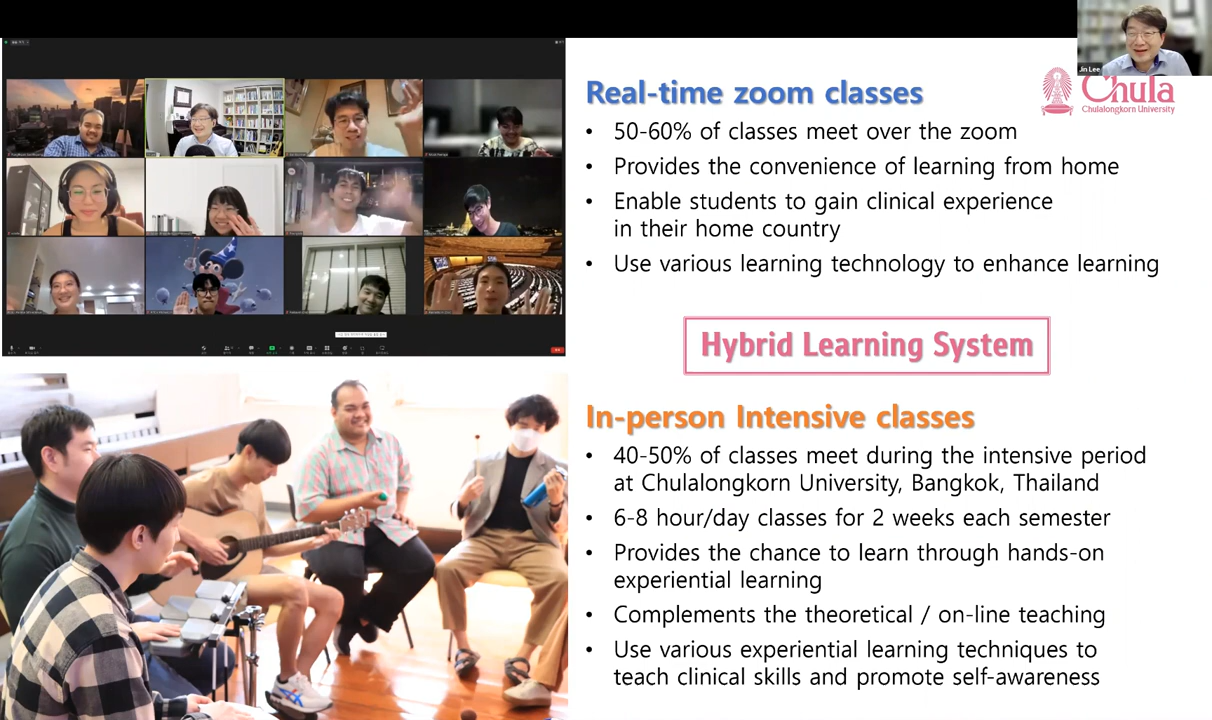 Jin Lee
Chula
Chulalongkorn University
Real-time zoom classes
• 50-60% of classes meet over the zoom
• Provides the convenience of learning from home
• Enable students to gain clinical experience
in their home country
• Use various learning technology to enhance learning
Hybrid Learning System
In-person Intensive classes
• 40-50% of classes meet during the intensive period
at Chulalongkorn University, Bangkok, Thailand
• 6-8 hour/day classes for 2 weeks each semester
• Provides the chance to learn through hands-on
experiential learning
• Complements the theoretical / on-line teaching
• Use various experiential learning techniques to
teach clinical skills and promote self-awareness